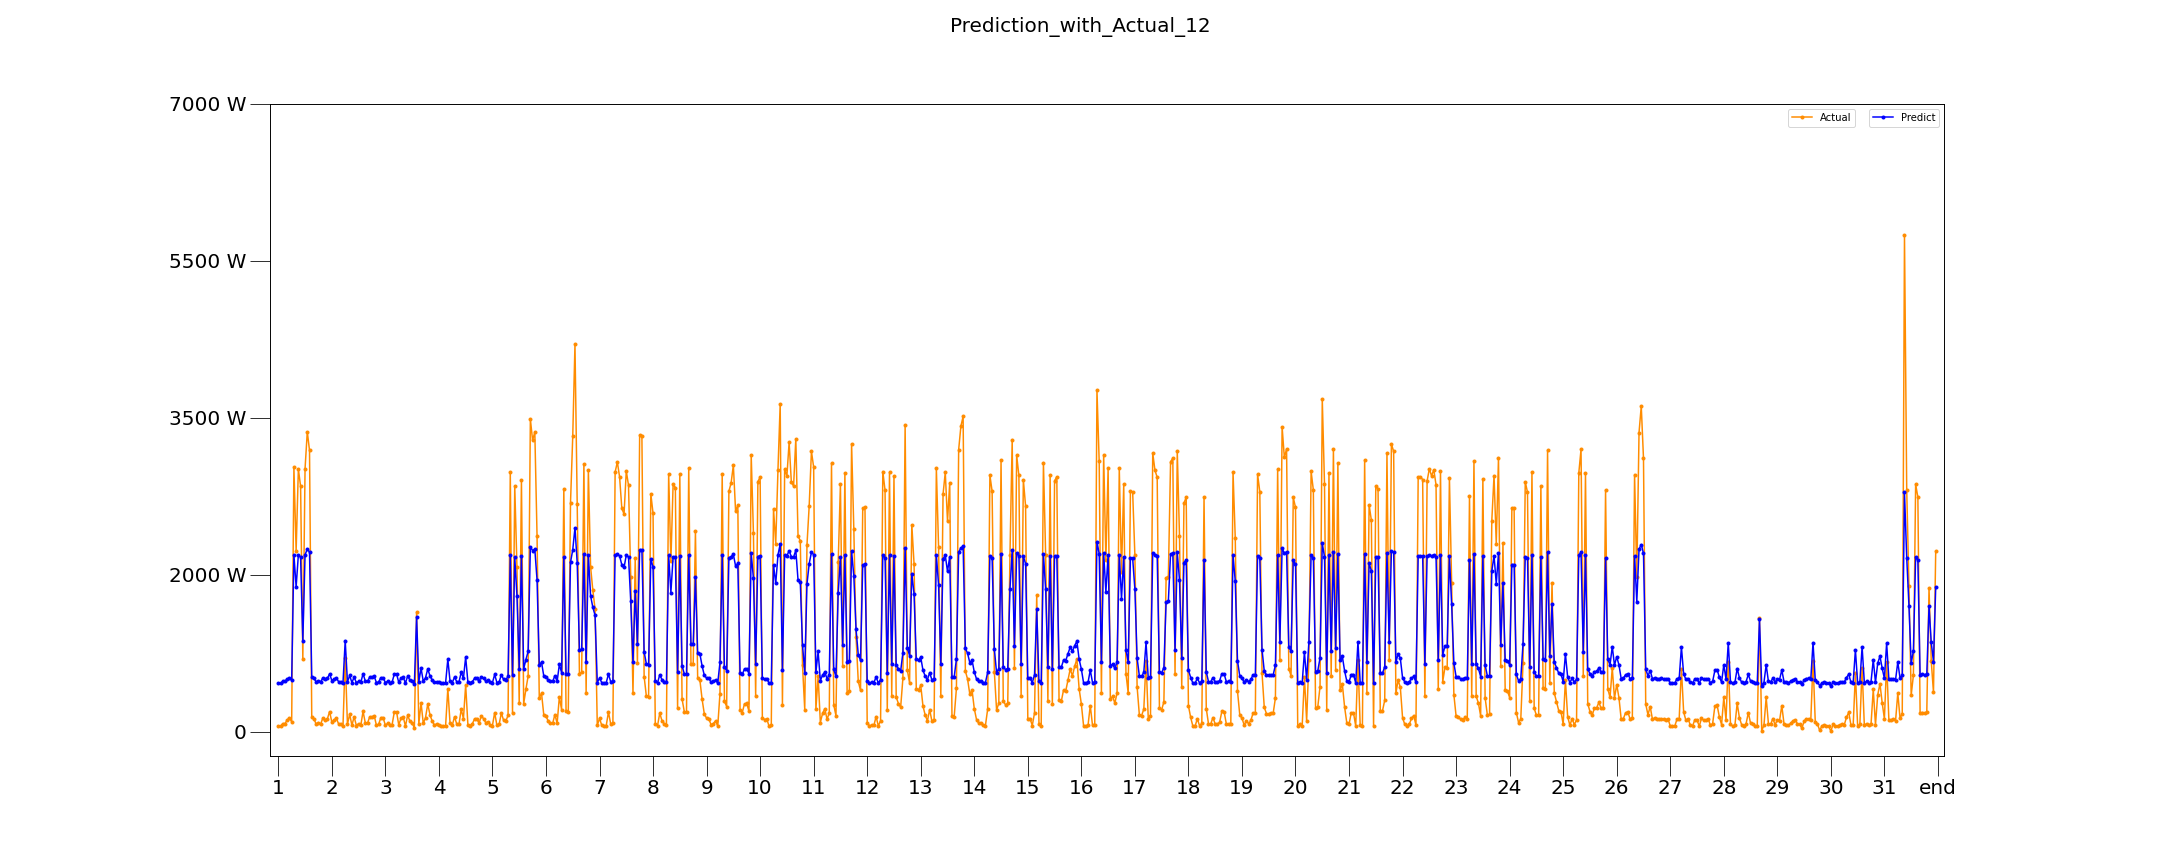 Prediction_with_Actual_12
7000 W
Actual Predict
5500 W
3500 W
2000 W
0
1 2 3 4 5 6 7 8 9 10 11 12 13 14 15 16 17 18 19 20 21 22 23 24 25 26 27 28 29 30 31 end